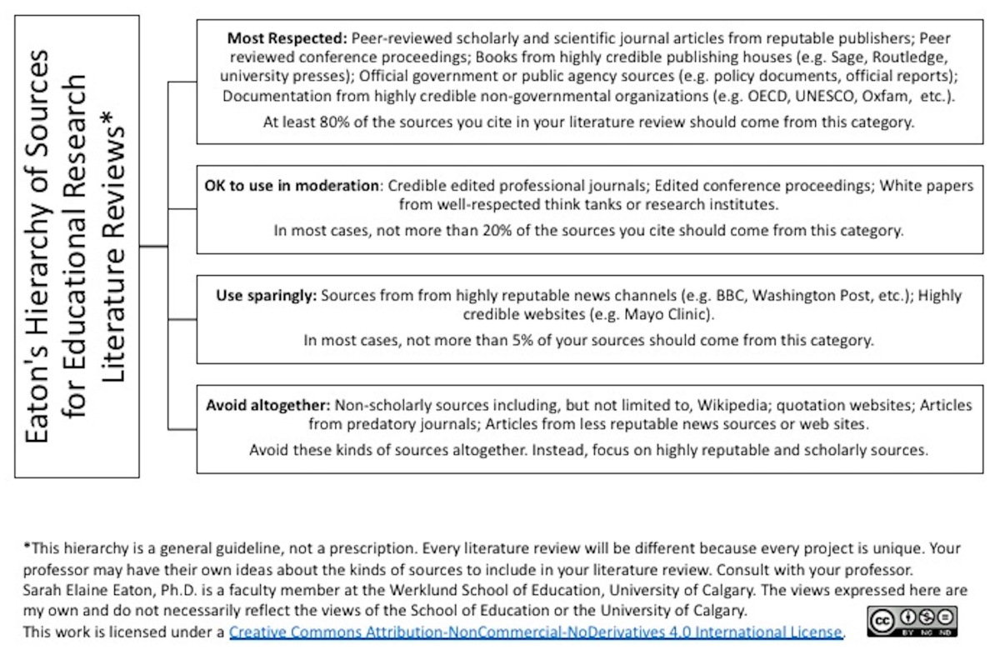 Eaton's Hierarchy of Sources
for Educational Research
Literature Reviews*
Most Respected: Peer-reviewed scholarly and scientific journal articles from reputable publishers; Peer
reviewed conference proceedings; Books from highly credible publishing houses (e.g. Sage, Routledge,
university presses); Official government or public agency sources (e.g. policy documents, official reports);
Documentation from highly credible non-governmental organizations (e.g. OECD, UNESCO, Oxfam, etc.).
At least 80% of the sources you cite in your literature review should come from this category.
OK to use in moderation: Credible edited professional journals; Edited conference proceedings; White papers
from well-respected think tanks or research institutes.
In most cases, not more than 20% of the sources you cite should come from this category.
Use sparingly: Sources from from highly reputable news channels (e.g. BBC, Washington Post, etc.); Highly
credible websites (e.g. Mayo Clinic).
In most cases, not more than 5% of your sources should come from this category.
Avoid altogether: Non-scholarly sources including, but not limited to, Wikipedia; quotation websites; Articles
from predatory journals; Articles from less reputable news sources or web sites.
Avoid these kinds of sources altogether. Instead, focus on highly reputable and scholarly sources.
*This hierarchy is a general guideline, not a prescription. Every literature review will be different because every project is unique. Your
professor may have their own ideas about the kinds of sources to include in your literature review. Consult with your professor.
Sarah Elaine Eaton, Ph.D. is a faculty member at the Werklund School of Education, University of Calgary. The views expressed here are
my own and do not necessarily reflect the views of the School of Education or the University of Calgary.
This work is licensed under a Creative Commons Attribution-NonCommercial-NoDerivatives 4.0 International License.
cc BY NC ND